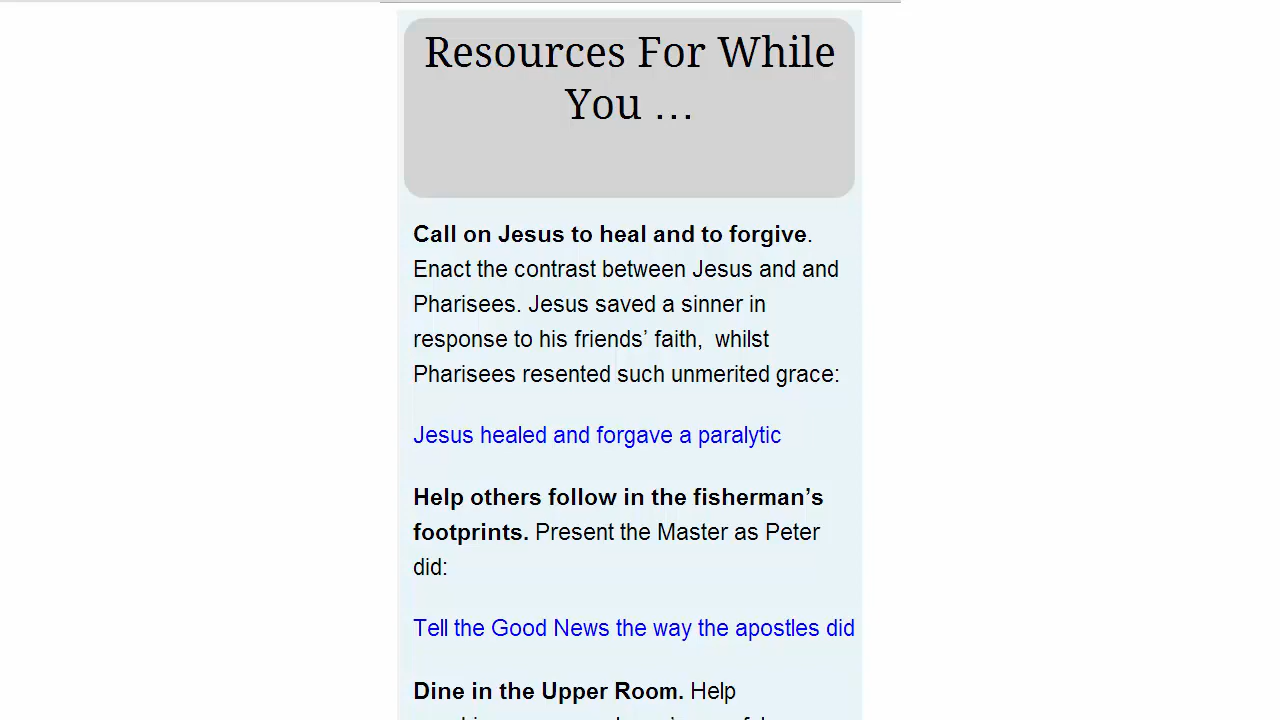 Resources For While
You …
Call on Jesus to heal and to forgive.
Enact the contrast between Jesus and and
Pharisees. Jesus saved a sinner in
response to his friends’ faith,  whilst
Pharisees resented such unmerited grace:
Jesus healed and forgave a paralytic
Help others follow in the fisherman’s
footprints. Present the Master as Peter
did:
Tell the Good News the way the apostles did
Dine in the Upper Room. Help